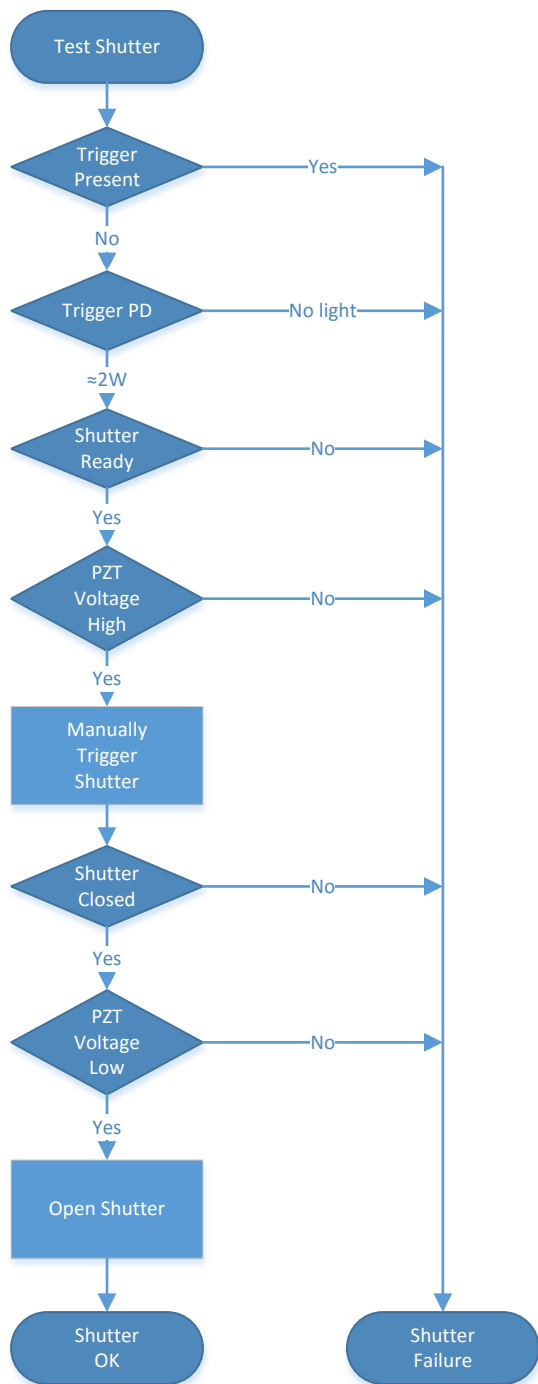 Test Shutter
Trigger
Present
Yes
No
Trigger PD
No light
≈2W
Shutter
Ready
No
Yes
PZT
Voltage
High
No
Yes
Manually
Trigger
Shutter
Shutter
Closed
No
Yes
PZT
Voltage
Low
No
Yes
Open Shutter
Shutter
OK
Shutter
Failure